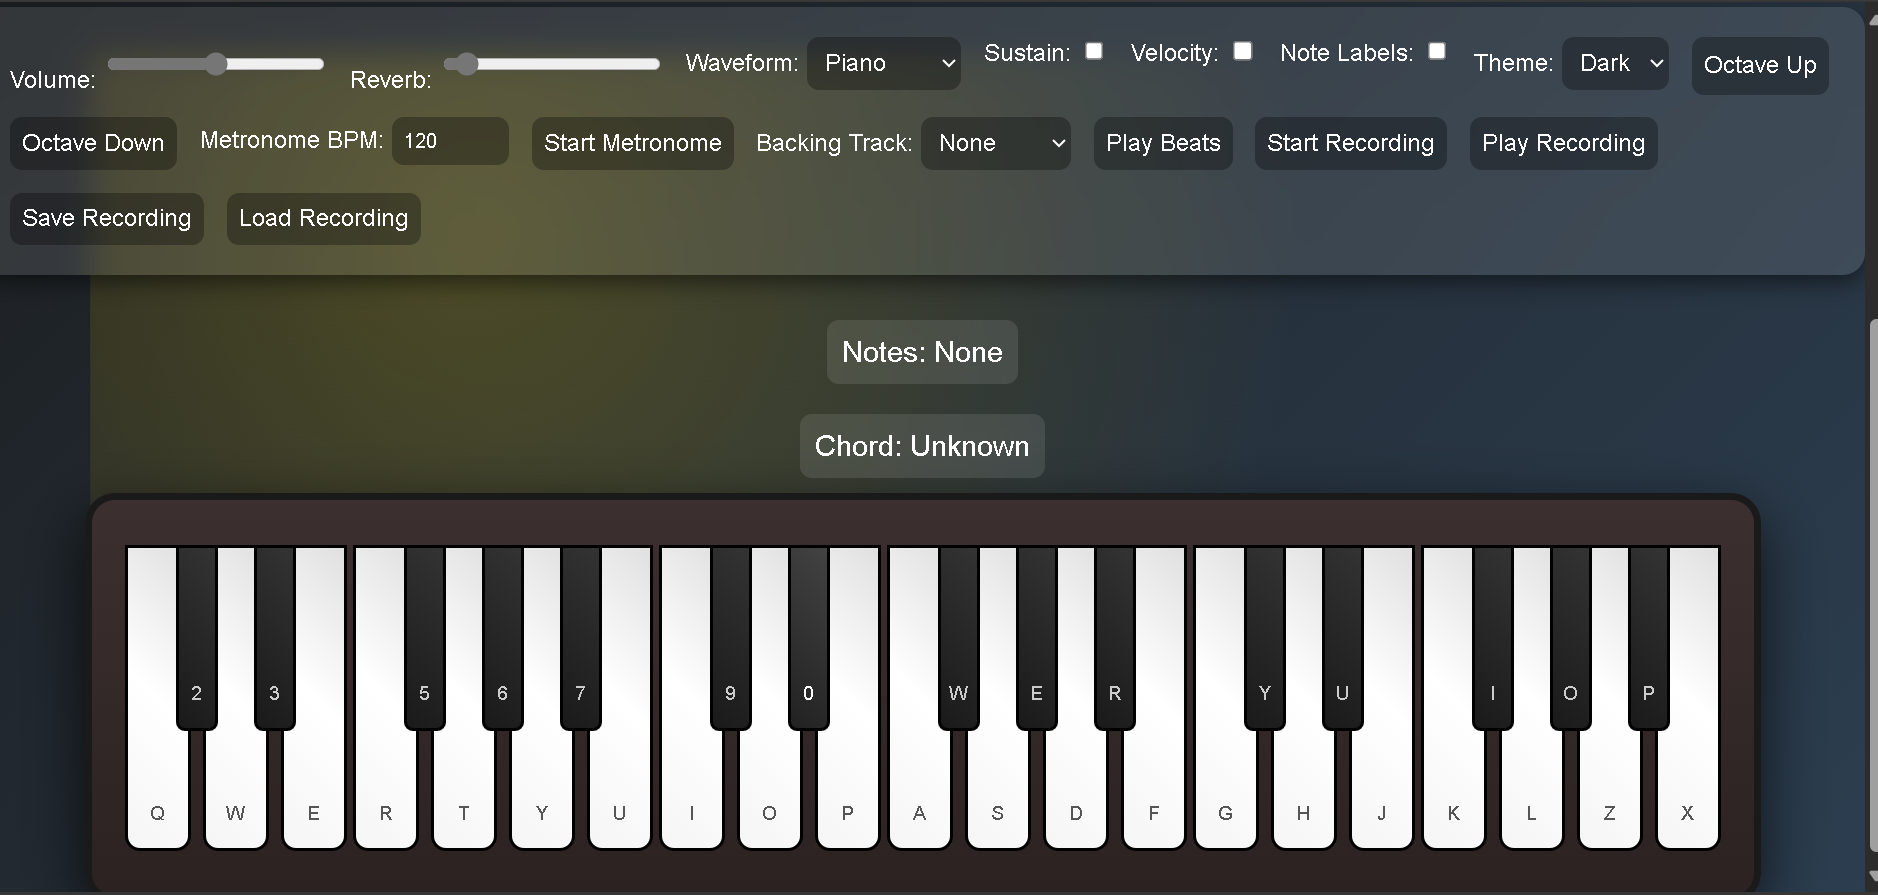 Volume: Reverb: Waveform: Piano Sustain: Velocity: Note Labels: Theme: Dark Octave Up
Octave Down Metronome BPM: 120 Start Metronome Backing Track: None Play Beats Start Recording Play Recording
Save Recording Load Recording
Notes: None
Chord: Unknown
2 3 5 6 7 9 0 W E R Y U I O P
Q W E R T Y U I O P A S D F G H J K L Z X